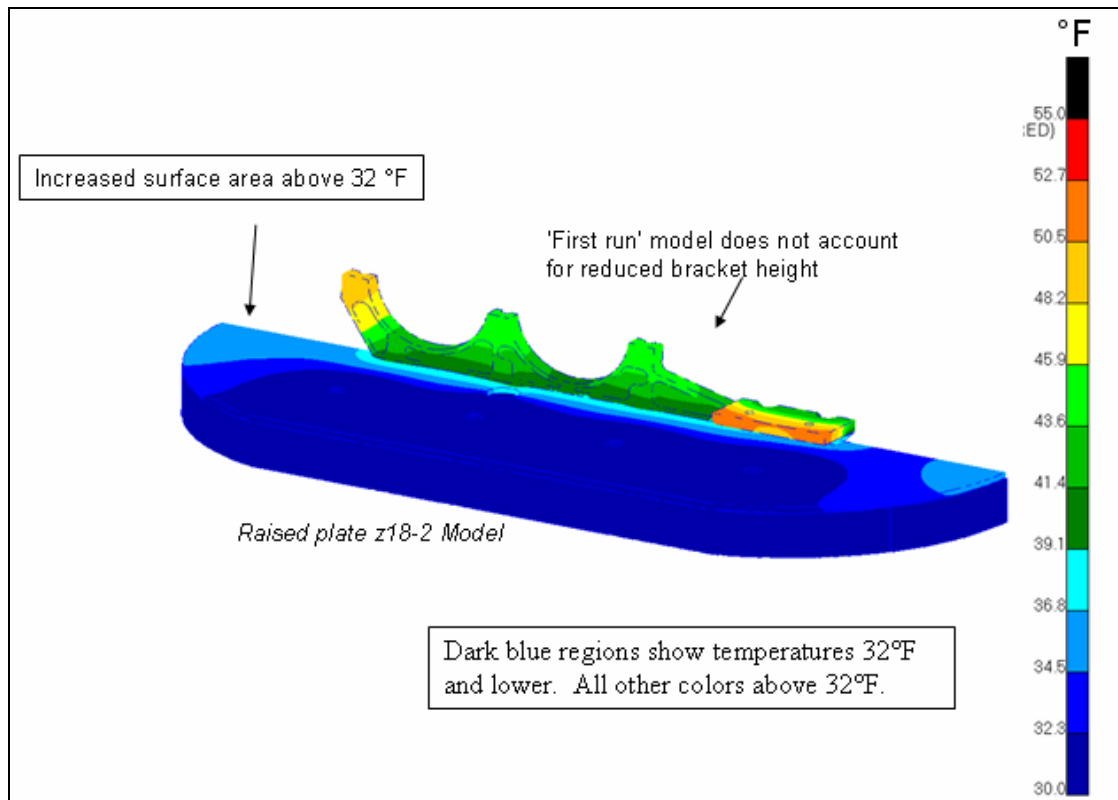 °F
55.0
:ED)
52.7
50.5
48.2
45.9
43.6
41.4
39.1
36.8
34.5
32.3
30.0
Increased surface area above 32 °F
'First run' model does not account
for reduced bracket height
Raised plate z18-2 Model
Dark blue regions show temperatures 32°F
and lower.  All other colors above 32°F.